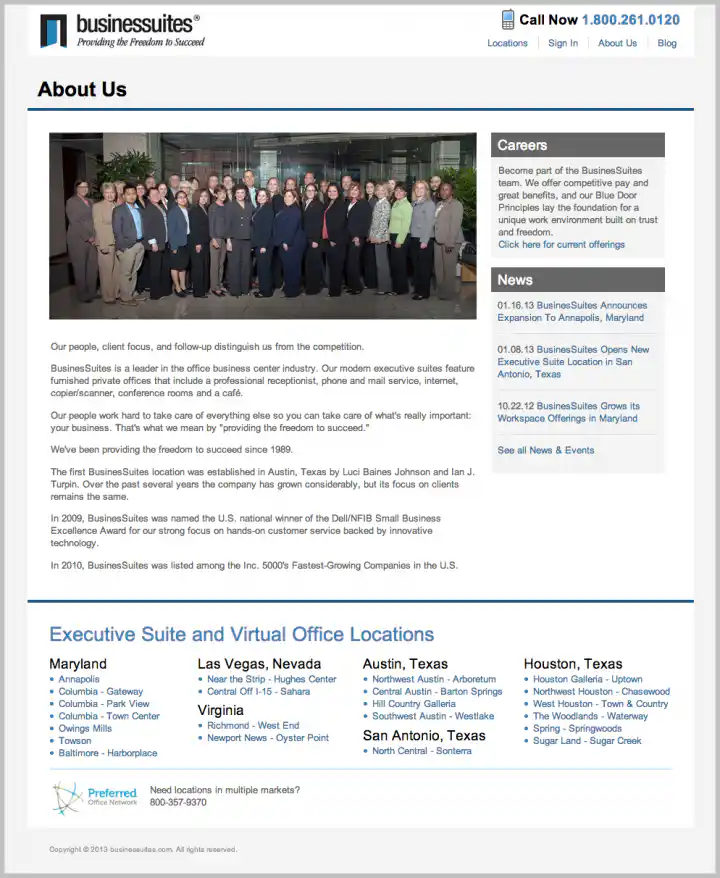 businessuites®
Providing the Freedom to Succeed
Call Now 1.800.261.0120
Locations
Sign In
About Us
Blog
About Us
Our people, client focus, and follow-up distinguish us from the competition.
BusinesSuites is a leader in the office business center industry. Our modern executive suites feature
furnished private offices that include a professional receptionist, phone and mail service, internet,
copier/scanner, conference rooms and a café.
Our people work hard to take care of everything else so you can take care of what's really important:
your business. That's what we mean by "providing the freedom to succeed."
We've been providing the freedom to succeed since 1989.
The first BusinesSuites location was established in Austin, Texas by Luci Baines Johnson and Ian J.
Turpin. Over the past several years the company has grown considerably, but its focus on clients
remains the same.
In 2009, BusinesSuites was named the U.S. national winner of the Dell/NFIB Small Business
Excellence Award for our strong focus on hands-on customer service backed by innovative
technology.
In 2010, BusinesSuites was listed among the Inc. 5000's Fastest-Growing Companies in the U.S.
Careers
Become part of the BusinesSuites
team. We offer competitive pay and
great benefits, and our Blue Door
Principles lay the foundation for a
unique work environment built on trust
and freedom.
Click here for current offerings
News
01.16.13 BusinesSuites Announces
Expansion To Annapolis, Maryland
01.08.13 BusinesSuites Opens New
Executive Suite Location in San
Antonio, Texas
10.22.12 BusinesSuites Grows its
Workspace Offerings in Maryland
See all News & Events
Executive Suite and Virtual Office Locations
Maryland
• Annapolis
• Columbia - Gateway
• Columbia - Park View
• Columbia - Town Center
• Owings Mills
• Towson
• Baltimore - Harborplace
Las Vegas, Nevada
• Near the Strip - Hughes Center
• Central Off I-15 - Sahara
Virginia
• Richmond - West End
• Newport News - Oyster Point
Austin, Texas
• Northwest Austin - Arboretum
• Central Austin - Barton Springs
• Hill Country Galleria
• Southwest Austin - Westlake
San Antonio, Texas
• North Central - Sonterra
Houston, Texas
• Houston Galleria - Uptown
• Northwest Houston - Chasewood
• West Houston - Town & Country
• The Woodlands - Waterway
• Spring - Springwoods
• Sugar Land - Sugar Creek
Preferred
Office Network
Need locations in multiple markets?
800-357-9370
Copyright © 2013 businessuites.com. All rights reserved.